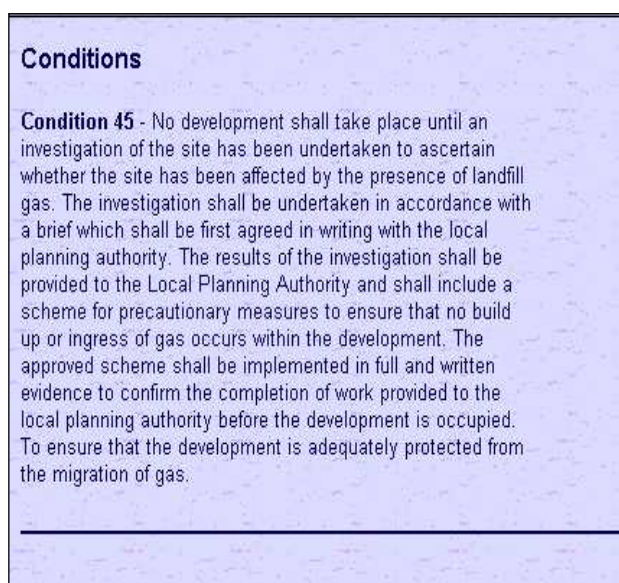 Conditions
Condition 45 - No development shall take place until an
investigation of the site has been undertaken to ascertain
whether the site has been affected by the presence of landfill
gas. The investigation shall be undertaken in accordance with
a brief which shall be first agreed in writing with the local
planning authority. The results of the investigation shall be
provided to the Local Planning Authority and shall include a
scheme for precautionary measures to ensure that no build
up or ingress of gas occurs within the development. The
approved scheme shall be implemented in full and written
evidence to confirm the completion of work provided to the
local planning authority before the development is occupied.
To ensure that the development is adequately protected from
the migration of gas.